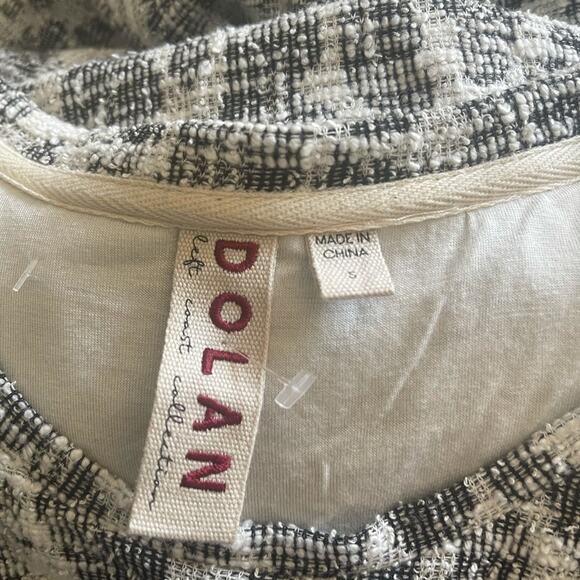 DOLAN
left coast collection
MADE IN
CHINA
S